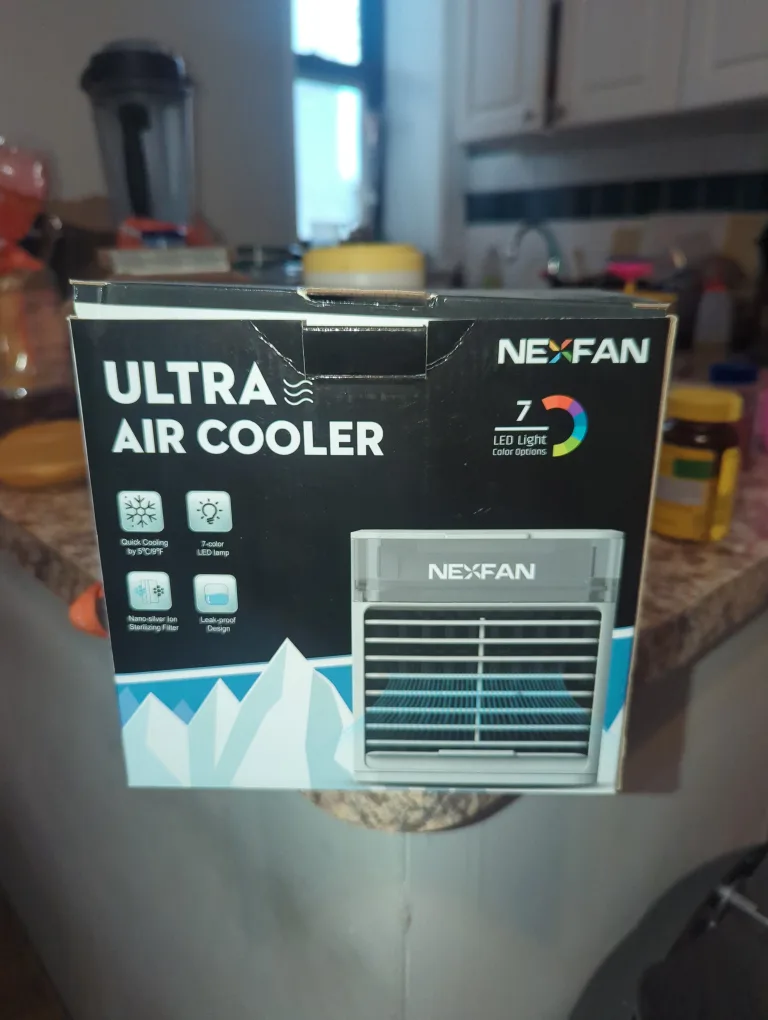 ULTRA
AIR COOLER
NEXFAN
7
LED Light
Color Options
Quick Cooling
by 5°C/9°F
7-color
LED lamp
Nano-silver Ion
Sterilizing Filter
Leak-proof
Design
NEXFAN